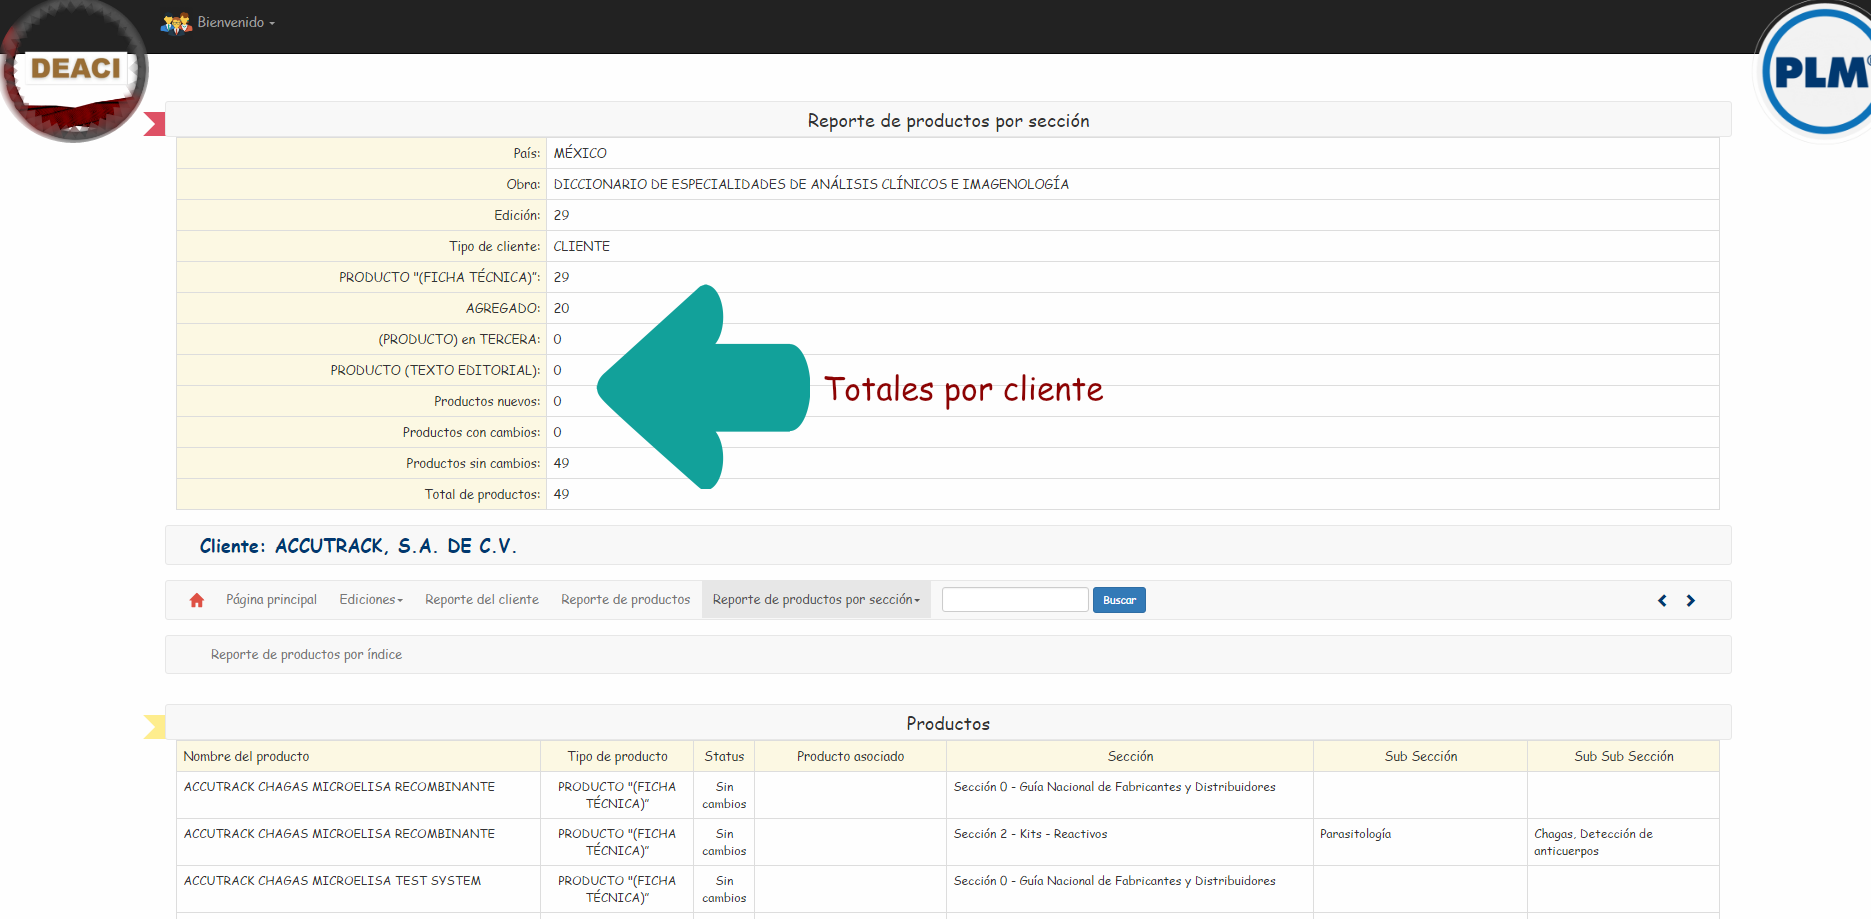 Bienvenido
DEACI
PLM®
Reporte de productos por sección
País: MÉXICO
Obra: DICCIONARIO DE ESPECIALIDADES DE ANÁLISIS CLÍNICOS E IMAGENOLOGÍA
Edición: 29
Tipo de cliente: CLIENTE
PRODUCTO "(FICHA TÉCNICA)": 29
AGREGADO: 20
(PRODUCTO) en TERCERA: 0
PRODUCTO (TEXTO EDITORIAL): 0
Totales por cliente
Productos nuevos: 0
Productos con cambios: 0
Productos sin cambios: 49
Total de productos: 49
Cliente: ACCUTRACK, S.A. DE C.V.
Página principal Ediciones Reporte del cliente Reporte de productos Reporte de productos por sección Buscar
Reporte de productos por índice
Productos
Nombre del producto Tipo de producto Status Producto asociado Sección Sub Sección Sub Sub Sección
ACCUTRACK CHAGAS MICROELISA RECOMBINANTE PRODUCTO "(FICHA Sin Sección 0 - Guía Nacional de Fabricantes y Distribuidores
TÉCNICA)" cambios
ACCUTRACK CHAGAS MICROELISA RECOMBINANTE PRODUCTO "(FICHA Sin Sección 2 - Kits - Reactivos Parasitología Chagas, Detección de
TÉCNICA)" cambios anticuerpos
ACCUTRACK CHAGAS MICROELISA TEST SYSTEM PRODUCTO "(FICHA Sin Sección 0 - Guía Nacional de Fabricantes y Distribuidores
TÉCNICA)" cambios